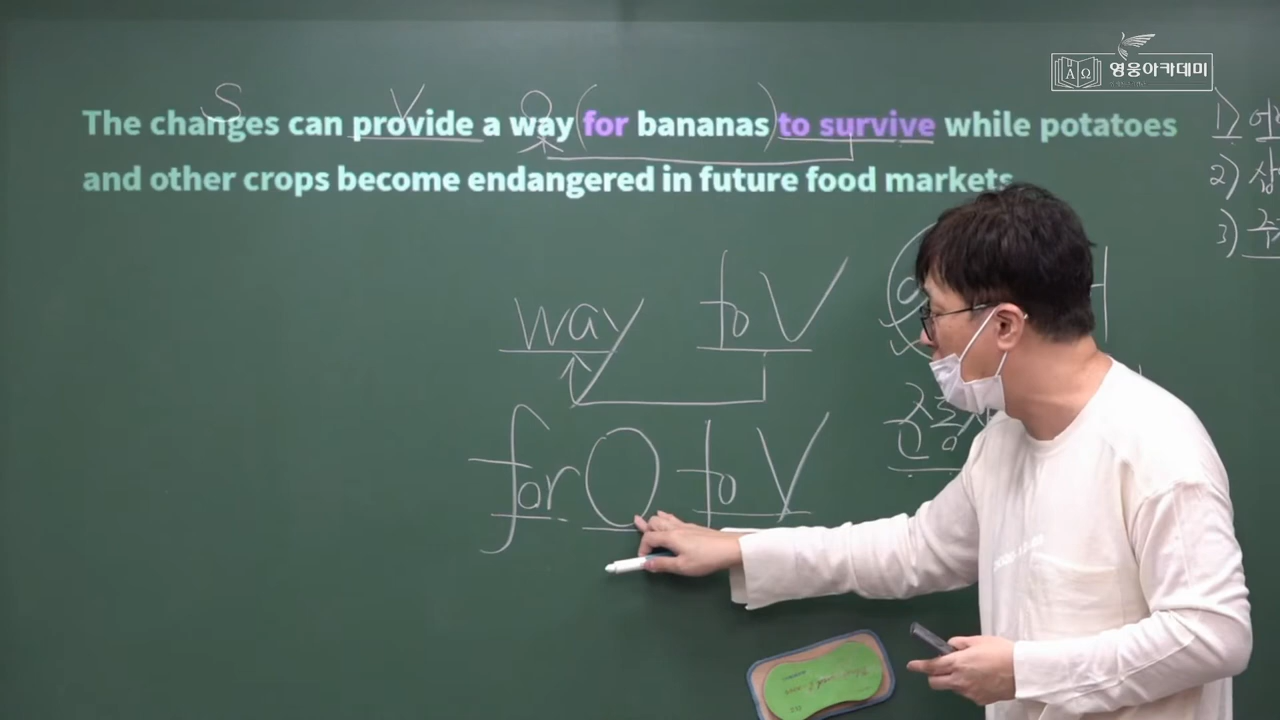 영웅아카데미
S V O
The changes can provide a way (for bananas) to survive while potatoes
and other crops become endangered in future food markets.
1)
2)
3)
way to V
for O to V